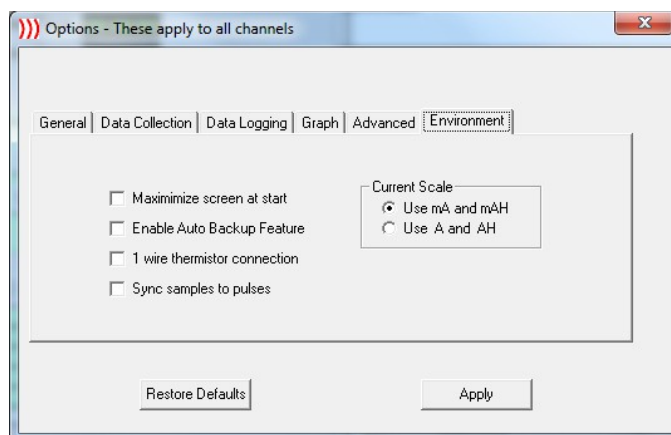 Options - These apply to all channels
General Data Collection Data Logging Graph Advanced Environment
Maximimize screen at start
Enable Auto Backup Feature
1 wire thermistor connection
Sync samples to pulses
Current Scale
Use mA and mAH
Use A and AH
Restore Defaults
Apply